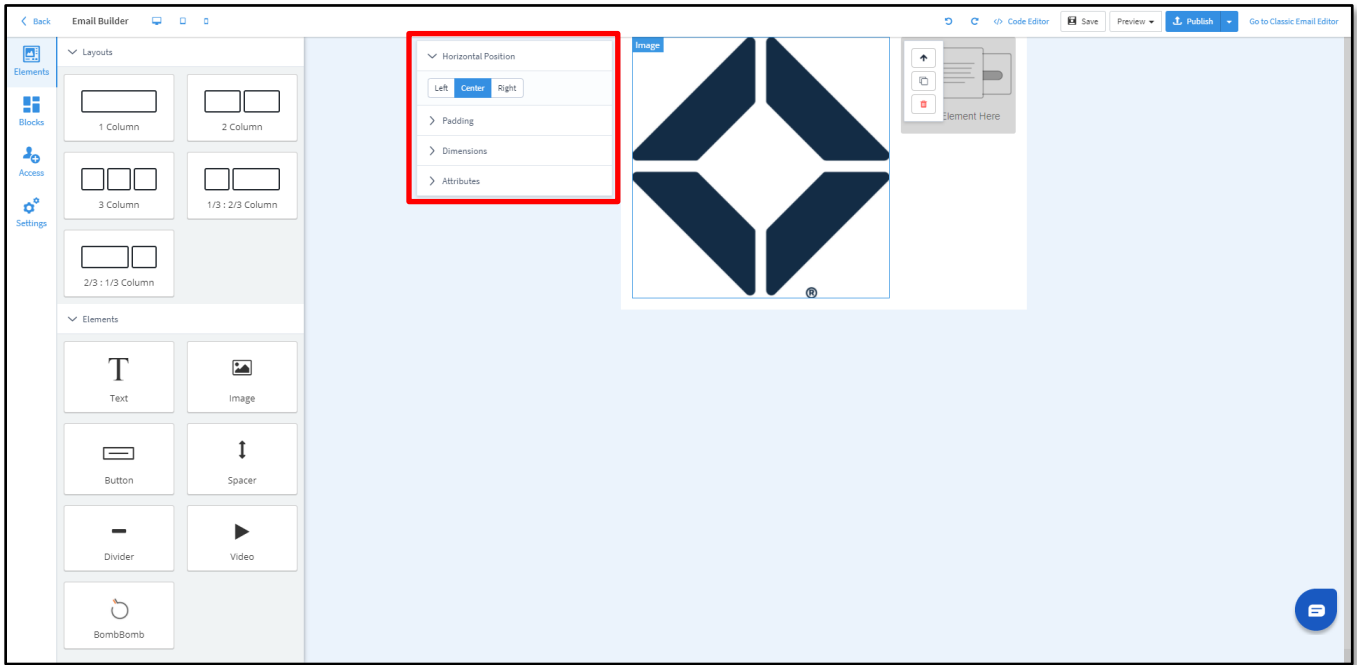 Back
Email Builder
Code Editor
Save
Preview
Publish
Go to Classic Email Editor
Elements
Blocks
Access
Settings
Layouts
1 Column
2 Column
3 Column
1/3 : 2/3 Column
2/3 : 1/3 Column
Elements
Text
Image
Button
Spacer
Divider
Video
BombBomb
Horizontal Position
Left Center Right
Padding
Dimensions
Attributes
Image
®
Element Here